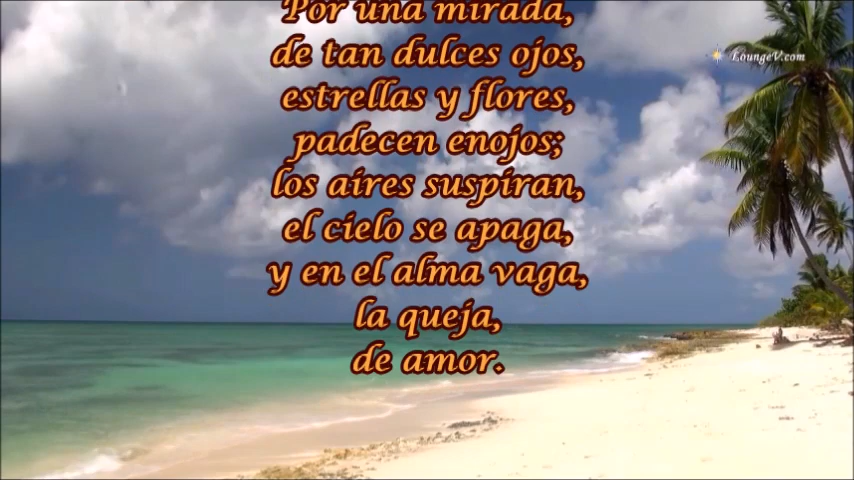 Por una mirada,
de tan dulces ojos,
LoungeV.com
estrellas y flores,
padecen enojos;
los aires suspiran,
el cielo se apaga,
y en el alma vaga,
la queja,
de amor.